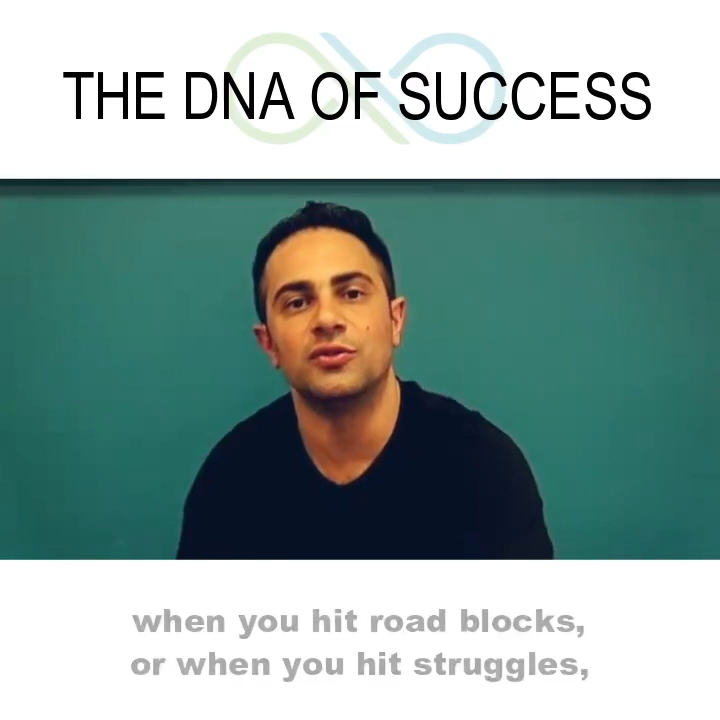 THE DNA OF SUCCESS
when you hit road blocks,
or when you hit struggles,